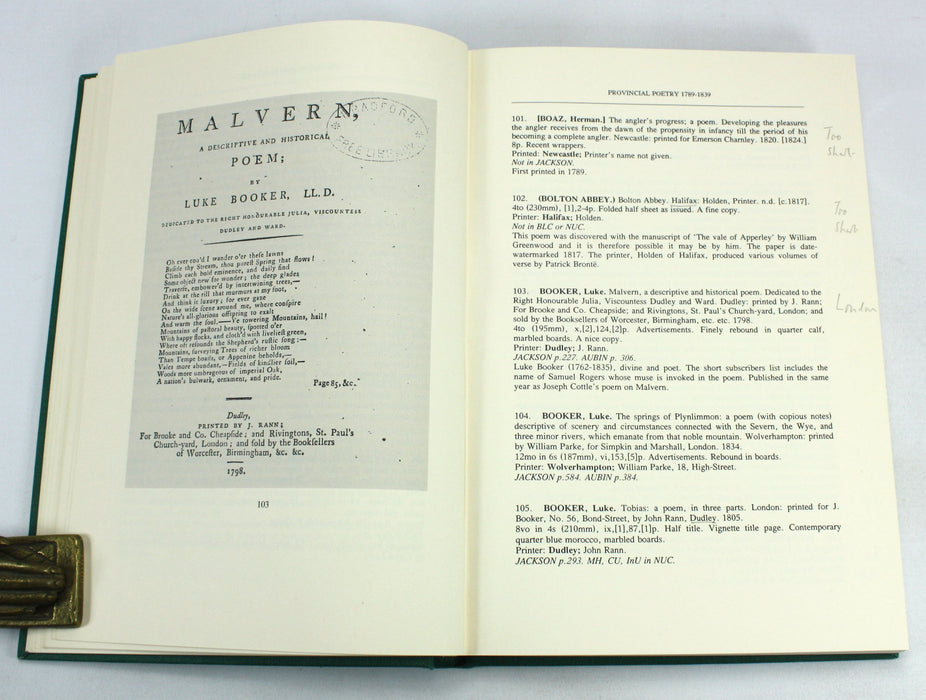 MALVERN,
A DESCRIPTIVE AND HISTORICAL
POEM;
BY
LUKE BOOKER, LL.D.
DEDICATED TO THE RIGHT HONOURABLE JULIA, VISCOUNTESS
DUDLEY AND WARD.
Oh ever cou'd I wander o'er theſe lawns
Beſide thy Stream, thou pureſt Spring that flows!
Climb each bold eminence, and daily find
Some object new for wonder; the deep glades
Traverſe, embower'd by intertwining trees,—
Drink at the rill that murmurs at my foot,
And think it luxury; for ever gaze
On the wide ſcene around me, where conſpire
Nature's all-glorious offspring to exalt
And warm the ſoul.—Ye towering Mountains, hail!
Mountains of paſtoral beauty, ſpotted o'er
With happy flocks, and cloth'd with livelieſt green,
Where oft reſounds the Shepherd's ruſtic ſong:—
Mountains, ſurveying Trees of richer bloom
Than Tempe boaſts, or Appenine beholds,—
Vales more abundant,—Fields of kindlier ſoil,—
Woods more umbrageous of imperial Oak,
A nation's bulwark, ornament, and pride.
Page 85, &c.
Dudley,
PRINTED BY J. RANN;
For Brooke and Co. Cheapſide; and Rivingtons, St. Paul's
Church-yard, London; and ſold by the Bookſellers
of Worceſter, Birmingham, &c. &c.
1798.
BRADFORD
FREE LIBRARY
103
PROVINCIAL POETRY 1789-1839
101. [BOAZ, Herman.] The angler's progress; a poem. Developing the pleasures
the angler receives from the dawn of the propensity in infancy till the period of his
becoming a complete angler. Newcastle: printed for Emerson Charnley. 1820. [1824.]
8p. Recent wrappers.
Printed: Newcastle; Printer's name not given.
Not in JACKSON.
First printed in 1789.
Too
Short
102. (BOLTON ABBEY.) Bolton Abbey. Halifax: Holden, Printer. n.d. [c.1817].
4to (230mm), [1],2-4p. Folded half sheet as issued. A fine copy.
Printer: Halifax; Holden.
Not in BLC or NUC.
This poem was discovered with the manuscript of 'The vale of Apperley' by William
Greenwood and it is therefore possible it may be by him. The paper is date-
watermarked 1817. The printer, Holden of Halifax, produced various volumes of
verse by Patrick Brontë.
Too
Short
103. BOOKER, Luke. Malvern, a descriptive and historical poem. Dedicated to the
Right Honourable Julia, Viscountess Dudley and Ward. Dudley: printed by J. Rann;
For Brooke and Co. Cheapside; and Rivingtons, St. Paul's Church-yard, London; and
sold by the Booksellers of Worcester, Birmingham, etc. etc. 1798.
4to (195mm), x,[2],124,[2]p. Advertisements. Finely rebound in quarter calf,
marbled boards. A nice copy.
Printer: Dudley; J. Rann.
JACKSON p.227. AUBIN p. 306.
Luke Booker (1762-1835), divine and poet. The short subscribers list includes the
name of Samuel Rogers whose muse is invoked in the poem. Published in the same
year as Joseph Cottle's poem on Malvern.
London
104. BOOKER, Luke. The springs of Plynlimmon: a poem (with copious notes)
descriptive of scenery and circumstances connected with the Severn, the Wye, and
three minor rivers, which emanate from that noble mountain. Wolverhampton: printed
by William Parke, for Simpkin and Marshall, London. 1834.
12mo in 6s (187mm), vi,153,[5]p. Advertisements. Rebound in boards.
Printer: Wolverhampton; William Parke, 18, High-Street.
JACKSON p.584. AUBIN p.384.
105. BOOKER, Luke. Tobias: a poem, in three parts. London: printed for J.
Booker, No. 56, Bond-Street, by John Rann, Dudley. 1805.
8vo in 4s (210mm), ix,[1],87,[1]p. Half title. Vignette title page. Contemporary
quarter blue morocco, marbled boards.
Printer: Dudley; John Rann.
JACKSON p.293. MH, CU, InU in NUC.